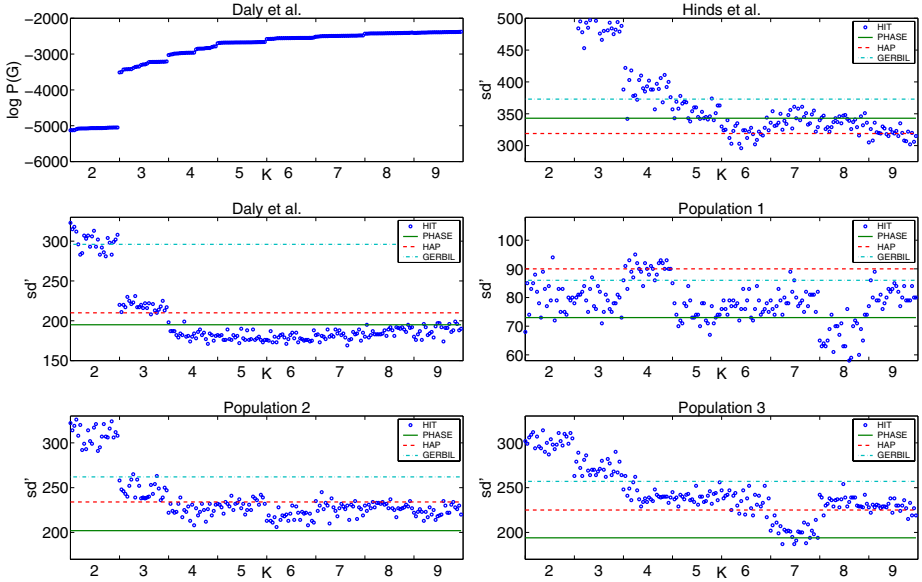 Daly et al.
log P(G)
−2000
−3000
−4000
−5000
−6000
2 3 4 5 K 6 7 8 9
Hinds et al.
sd'
500
450
400
350
300
HIT
PHASE
HAP
GERBIL
2 3 4 5 K 6 7 8 9
Daly et al.
sd'
300
250
200
150
HIT
PHASE
HAP
GERBIL
2 3 4 5 K 6 7 8 9
Population 1
sd'
100
90
80
70
60
HIT
PHASE
HAP
GERBIL
2 3 4 5 K 6 7 8 9
Population 2
sd'
300
250
200
HIT
PHASE
HAP
GERBIL
2 3 4 5 K 6 7 8 9
Population 3
sd'
300
250
200
HIT
PHASE
HAP
GERBIL
2 3 4 5 K 6 7 8 9